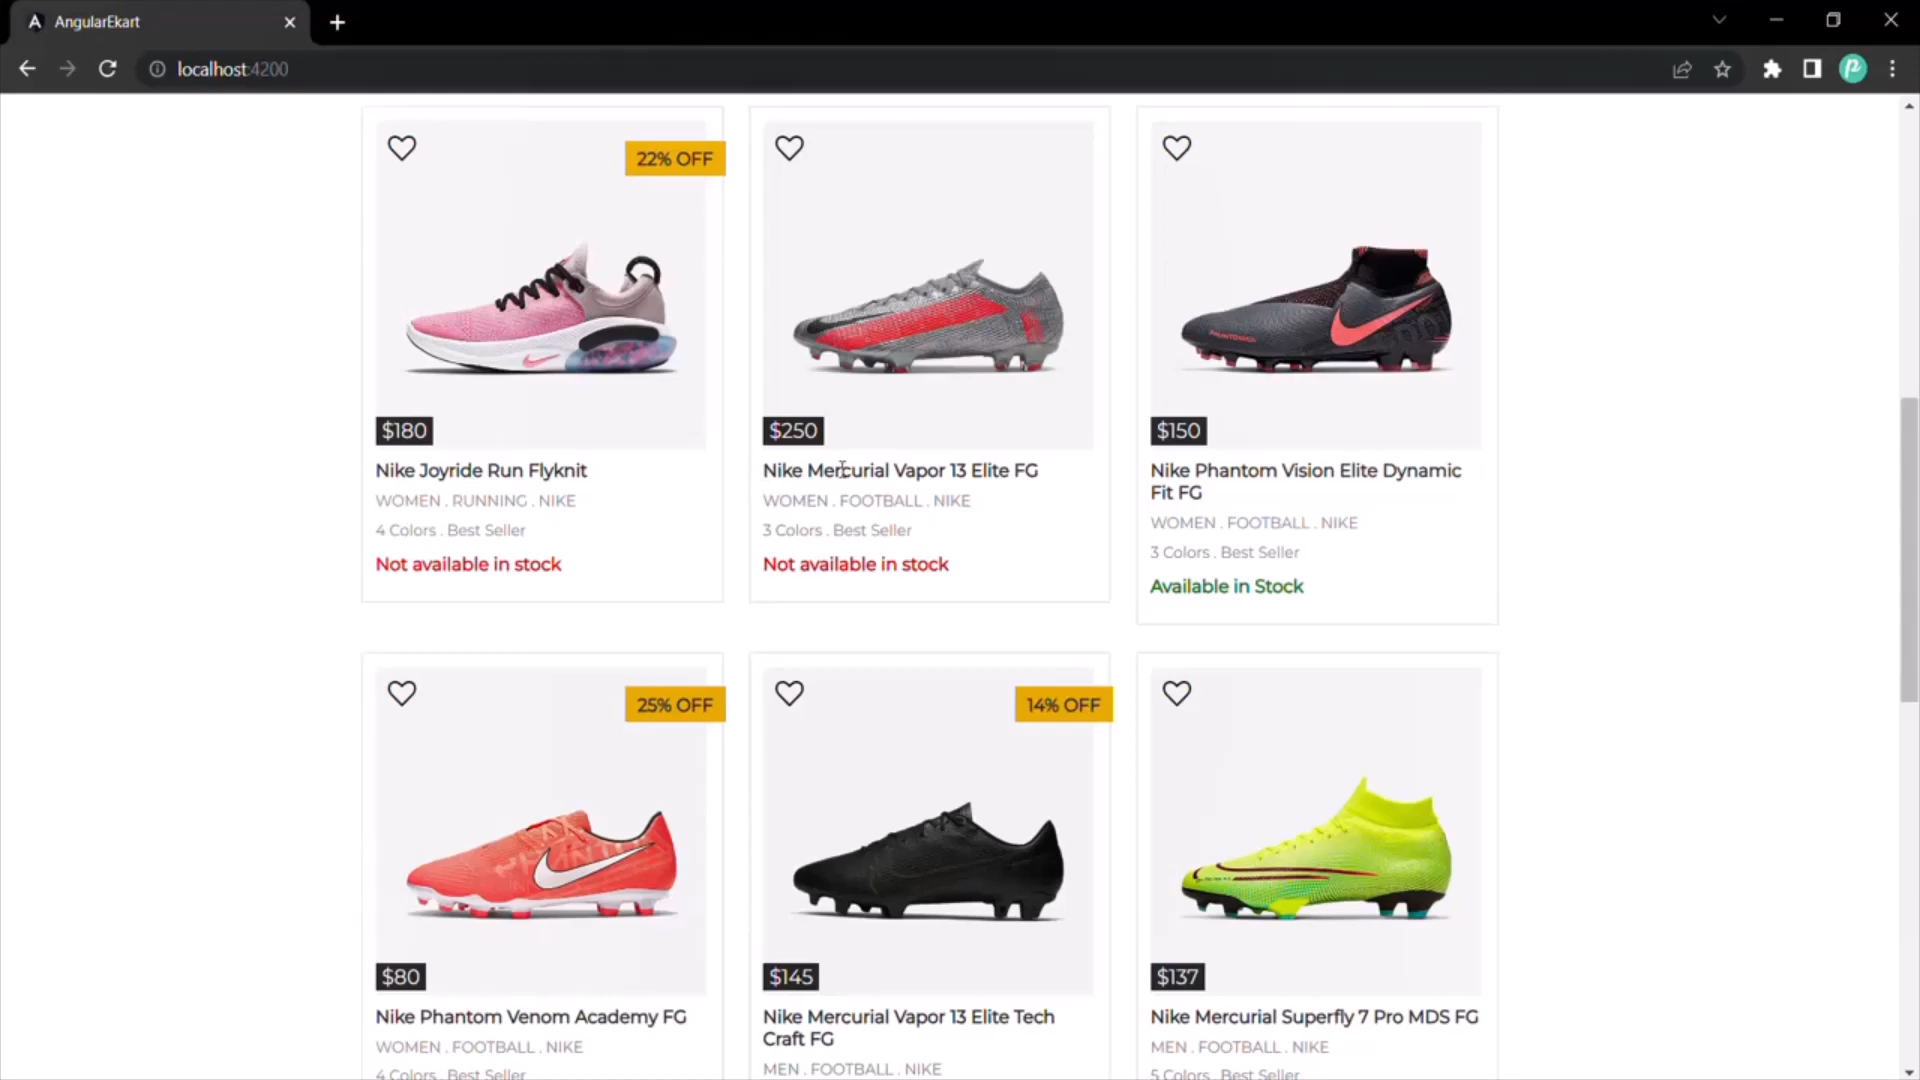 AngularEkart
localhost:4200
22% OFF
$180
$250
$150
Nike Joyride Run Flyknit
WOMEN . RUNNING . NIKE
4 Colors . Best Seller
Not available in stock
Nike Mercurial Vapor 13 Elite FG
WOMEN . FOOTBALL . NIKE
3 Colors . Best Seller
Not available in stock
Nike Phantom Vision Elite Dynamic
Fit FG
WOMEN . FOOTBALL . NIKE
3 Colors . Best Seller
Available in Stock
25% OFF
14% OFF
$80
$145
$137
Nike Phantom Venom Academy FG
WOMEN . FOOTBALL . NIKE
4 Colors . Best Seller
Nike Mercurial Vapor 13 Elite Tech
Craft FG
MEN . FOOTBALL . NIKE
Nike Mercurial Superfly 7 Pro MDS FG
MEN . FOOTBALL . NIKE
5 Colors . Best Seller